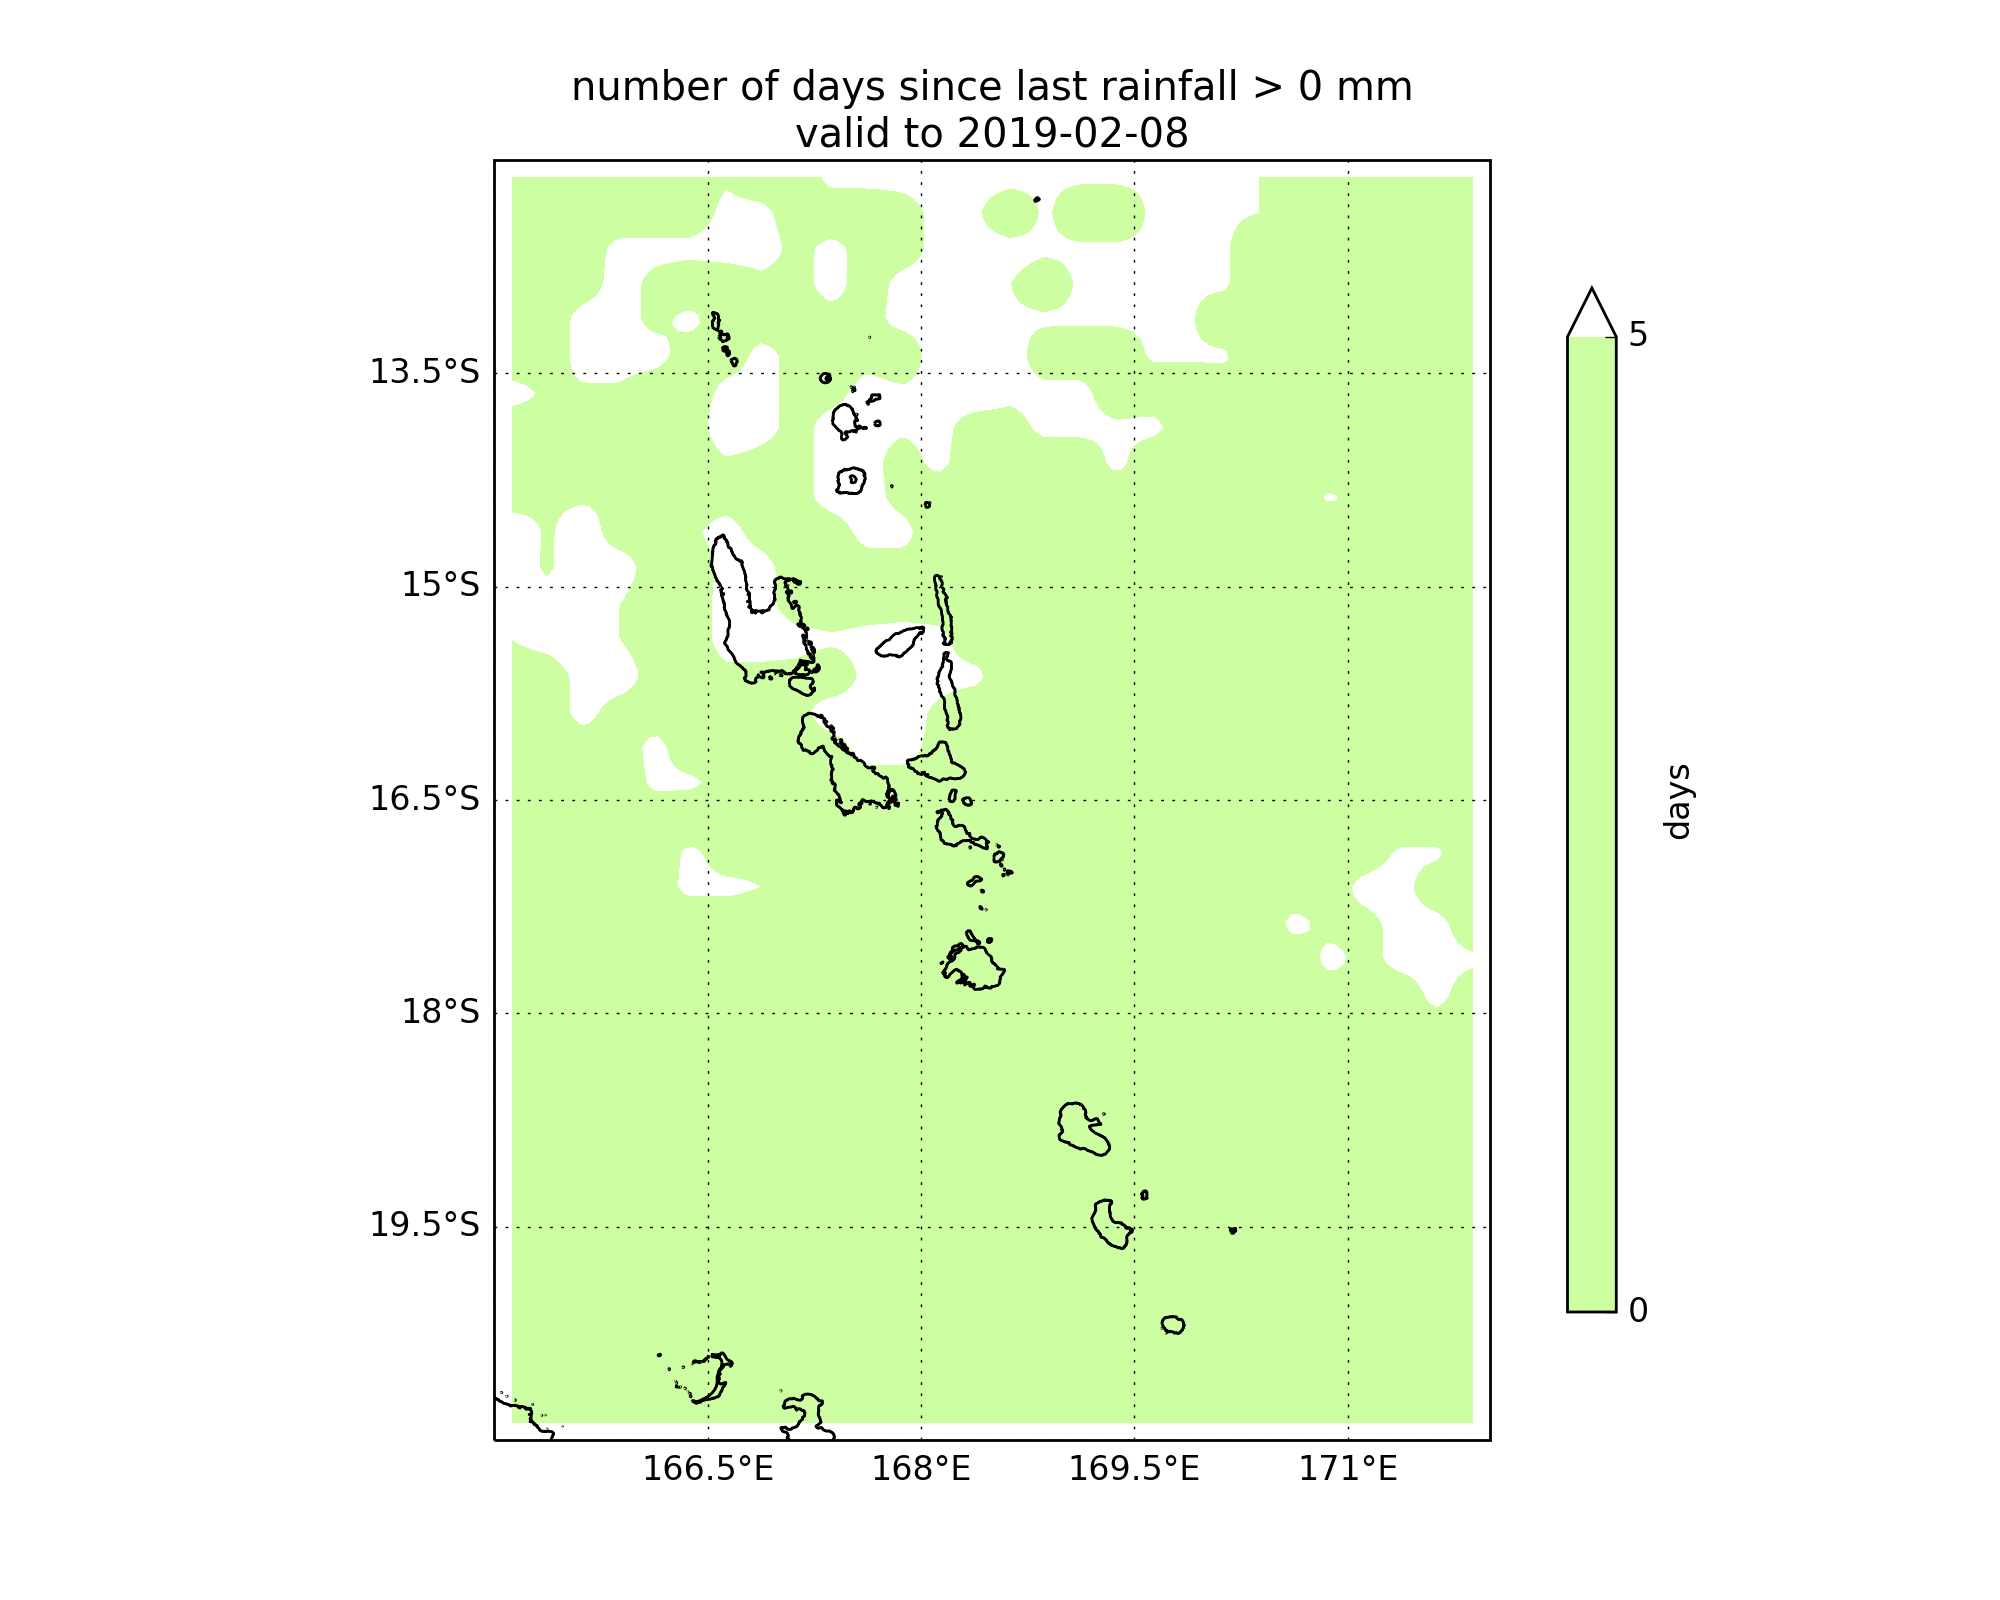 number of days since last rainfall > 0 mm
valid to 2019-02-08
13.5°S
15°S
16.5°S
18°S
19.5°S
166.5°E
168°E
169.5°E
171°E
5
0
days